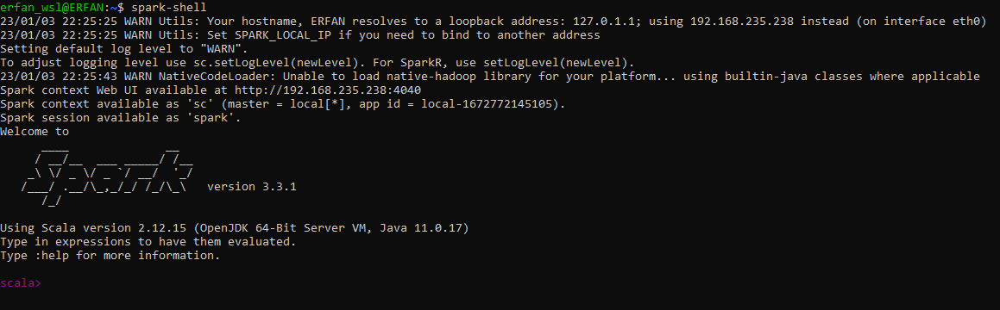 erfan_wsl@ERFAN:~$ spark-shell
23/01/03 22:25:25 WARN Utils: Your hostname, ERFAN resolves to a loopback address: 127.0.1.1; using 192.168.235.238 instead (on interface eth0)
23/01/03 22:25:25 WARN Utils: Set SPARK_LOCAL_IP if you need to bind to another address
Setting default log level to "WARN".
To adjust logging level use sc.setLogLevel(newLevel). For SparkR, use setLogLevel(newLevel).
23/01/03 22:25:43 WARN NativeCodeLoader: Unable to load native-hadoop library for your platform... using builtin-java classes where applicable
Spark context Web UI available at http://192.168.235.238:4040
Spark context available as 'sc' (master = local[*], app id = local-1672772145105).
Spark session available as 'spark'.
Welcome to
      ____              __
     / __/__  ___ _____/ /__
    _\ \/ _ \/ _ `/ __/  '_/
   /___/ .__/\_,_/_/ /_/\_\   version 3.3.1
      /_/
Using Scala version 2.12.15 (OpenJDK 64-Bit Server VM, Java 11.0.17)
Type in expressions to have them evaluated.
Type :help for more information.
scala>